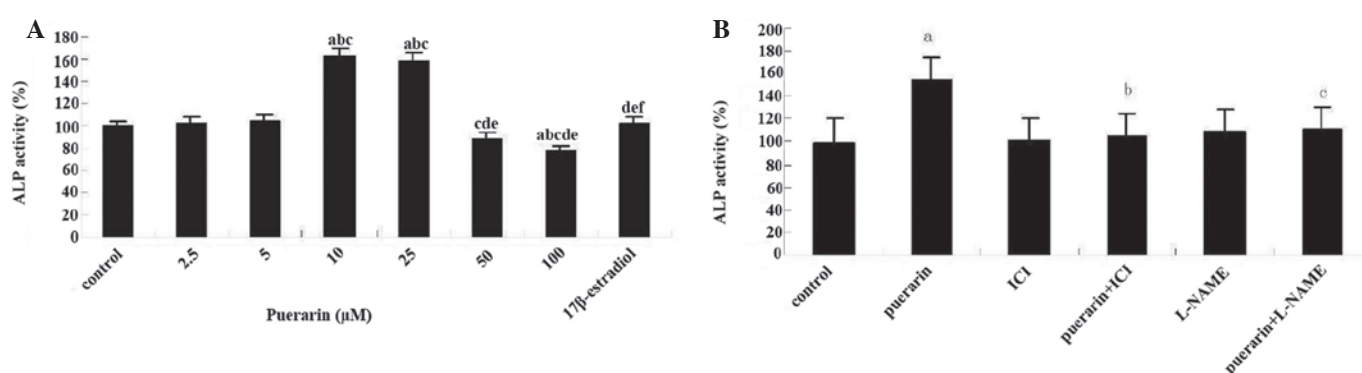 A
180
160
140
120
100
80
60
40
20
0
ALP activity (%)
abc
abc
cde
abcde
def
control
2.5
5
10
25
50
100
17β-estradiol
Puerarin (μM)
B
200
180
160
140
120
100
80
60
40
20
ALP activity (%)
a
b
c
control
puerarin
ICI
puerarin+ICI
L-NAME
puerarin+L-NAME